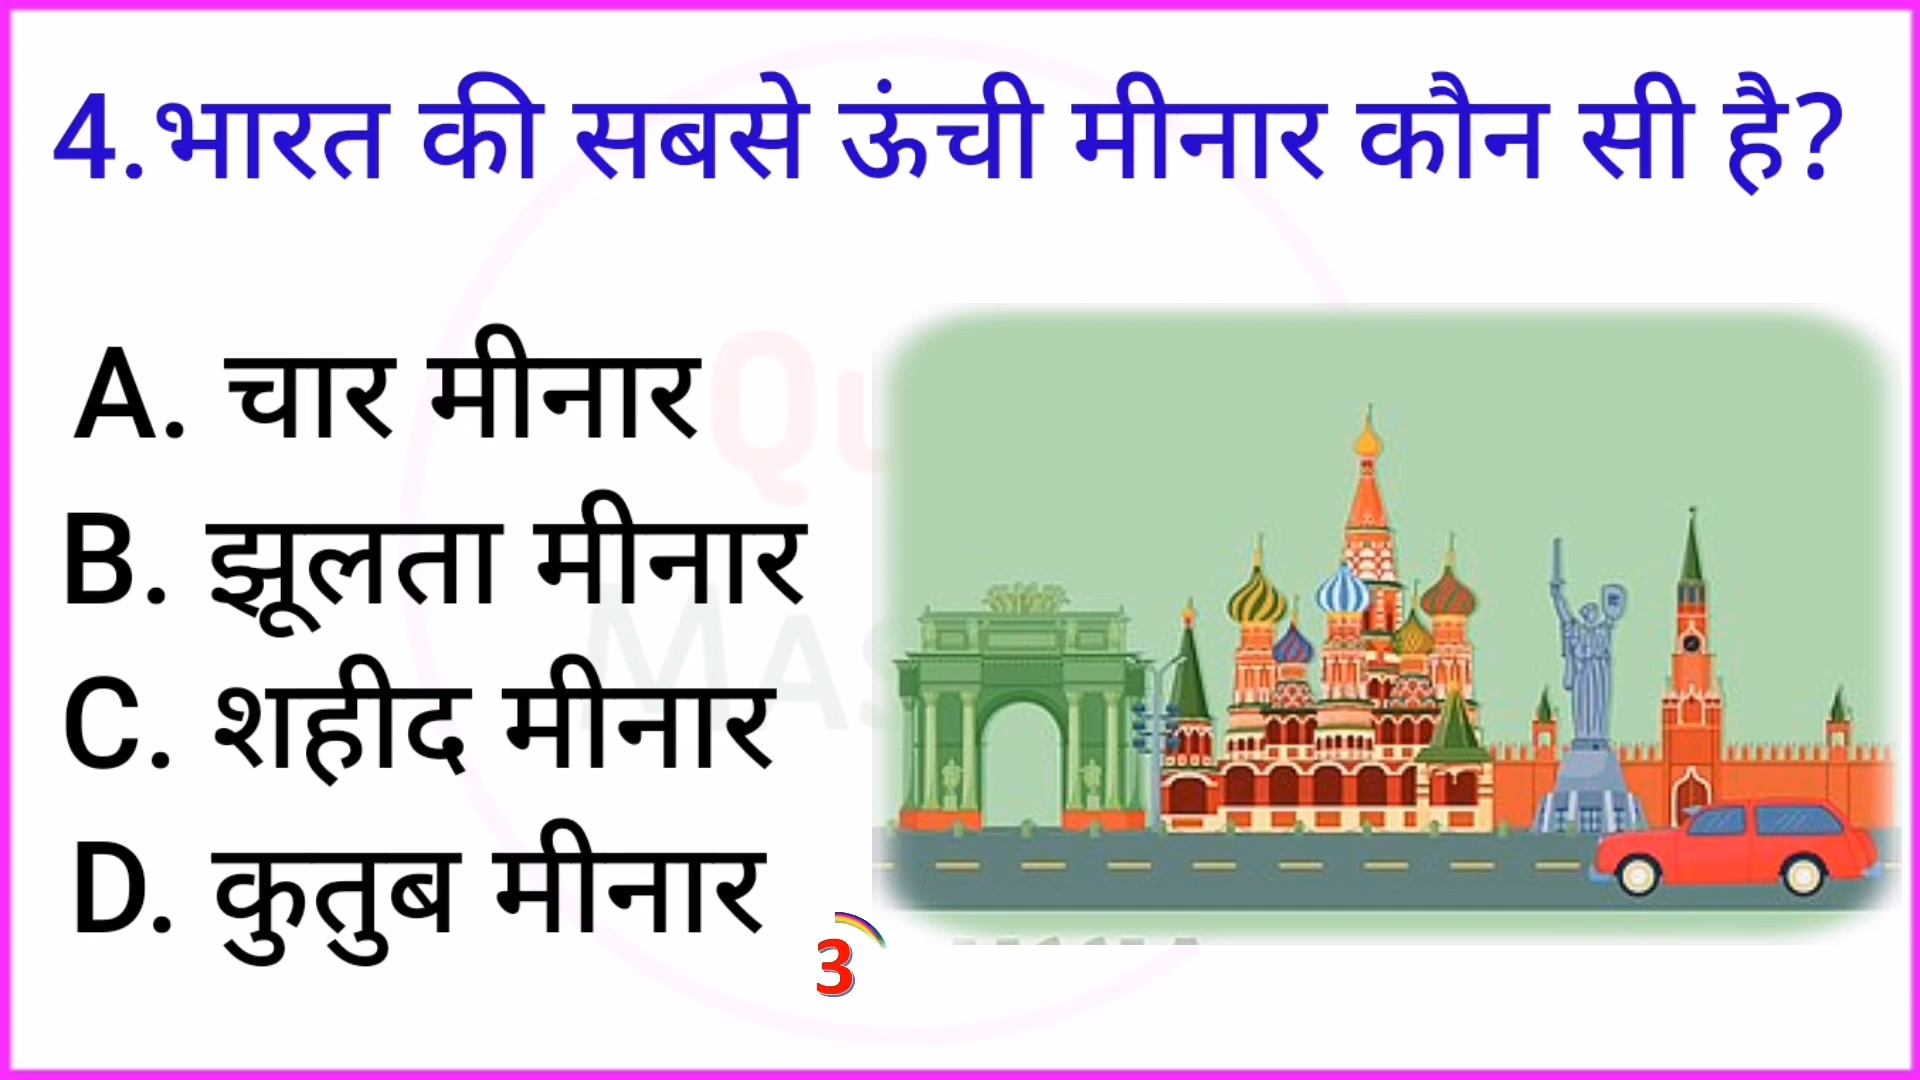 4.भारत की सबसे ऊंची मीनार कौन सी है?
A. चार मीनार
B. झूलता मीनार
C. शहीद मीनार
D. कुतुब मीनार
3